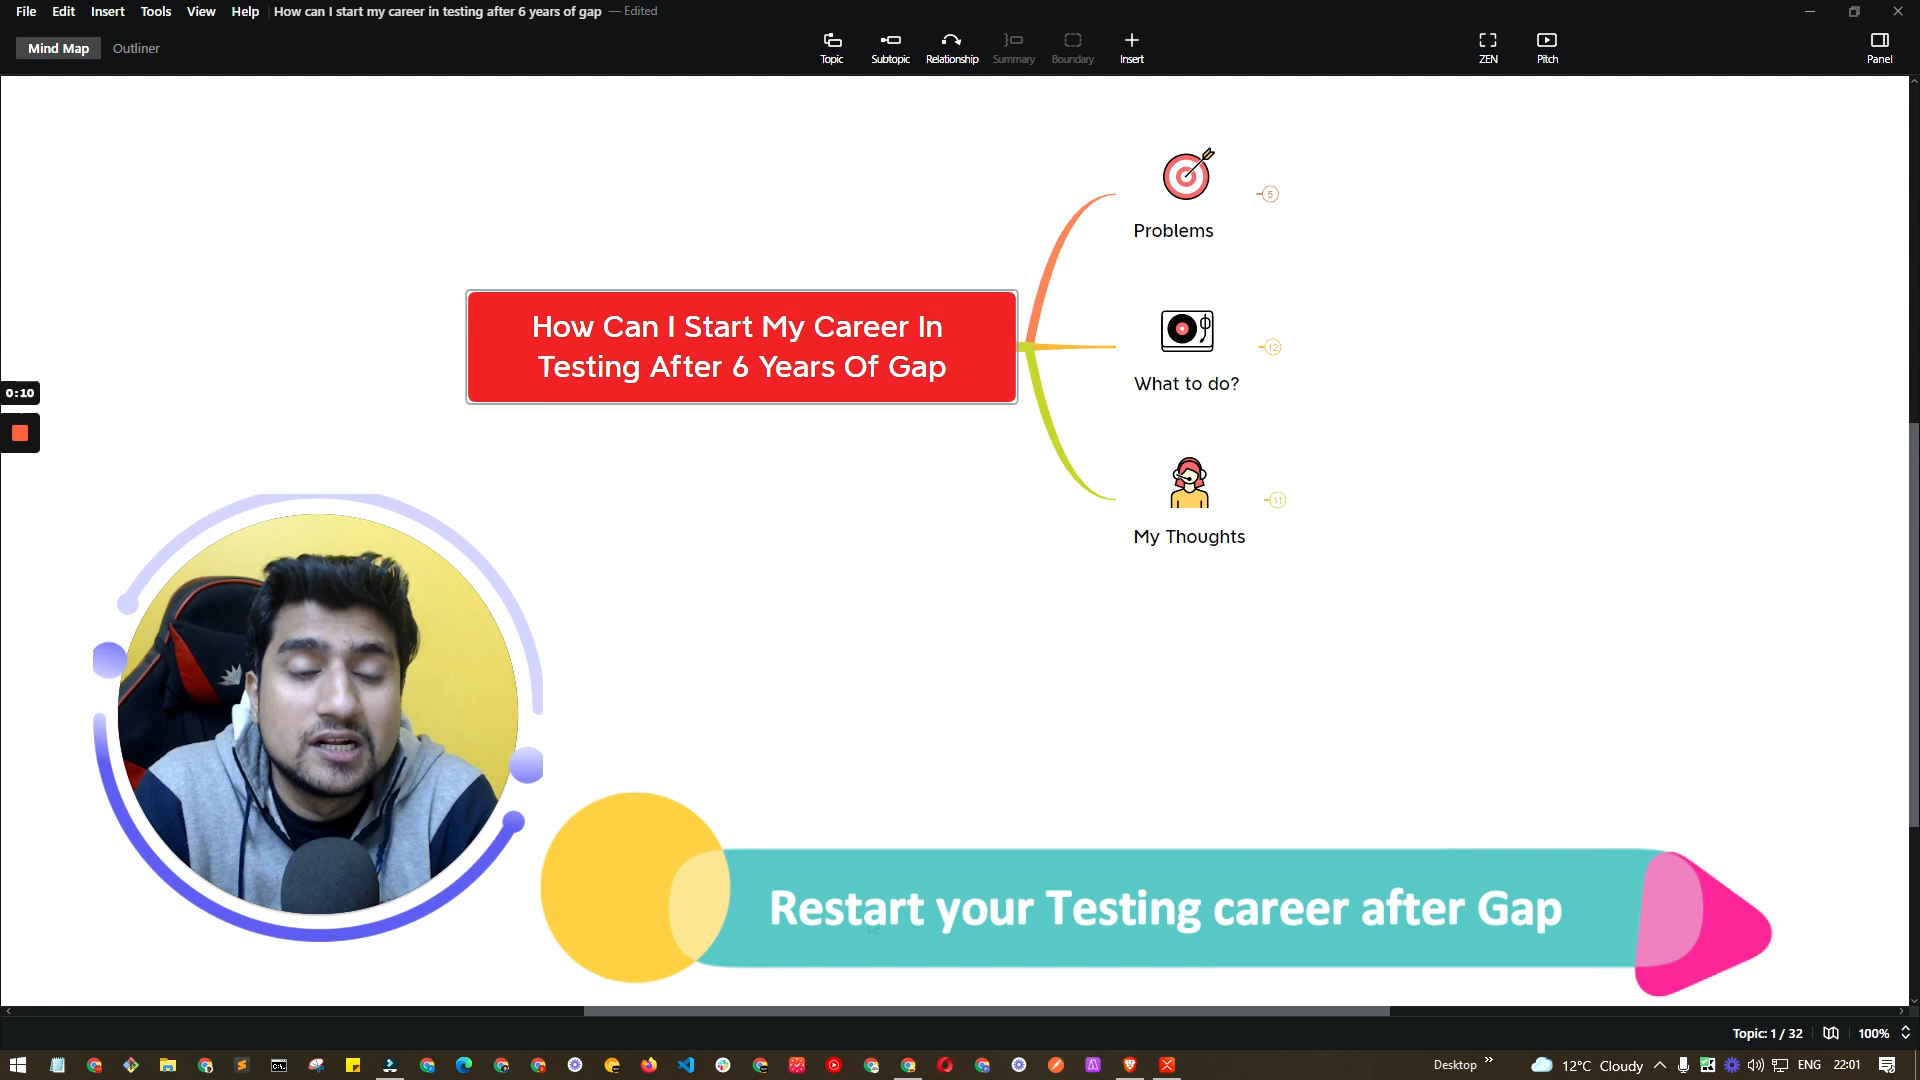 File Edit Insert Tools View Help How can I start my career in testing after 6 years of gap — Edited
Mind Map Outliner
Topic Subtopic Relationship Summary Boundary Insert ZEN Pitch Panel
5
Problems
How Can I Start My Career In
Testing After 6 Years Of Gap
12
What to do?
0:10
11
My Thoughts
Restart your Testing career after Gap
Topic: 1 / 32 100%
Desktop 12°C Cloudy ENG 22:01